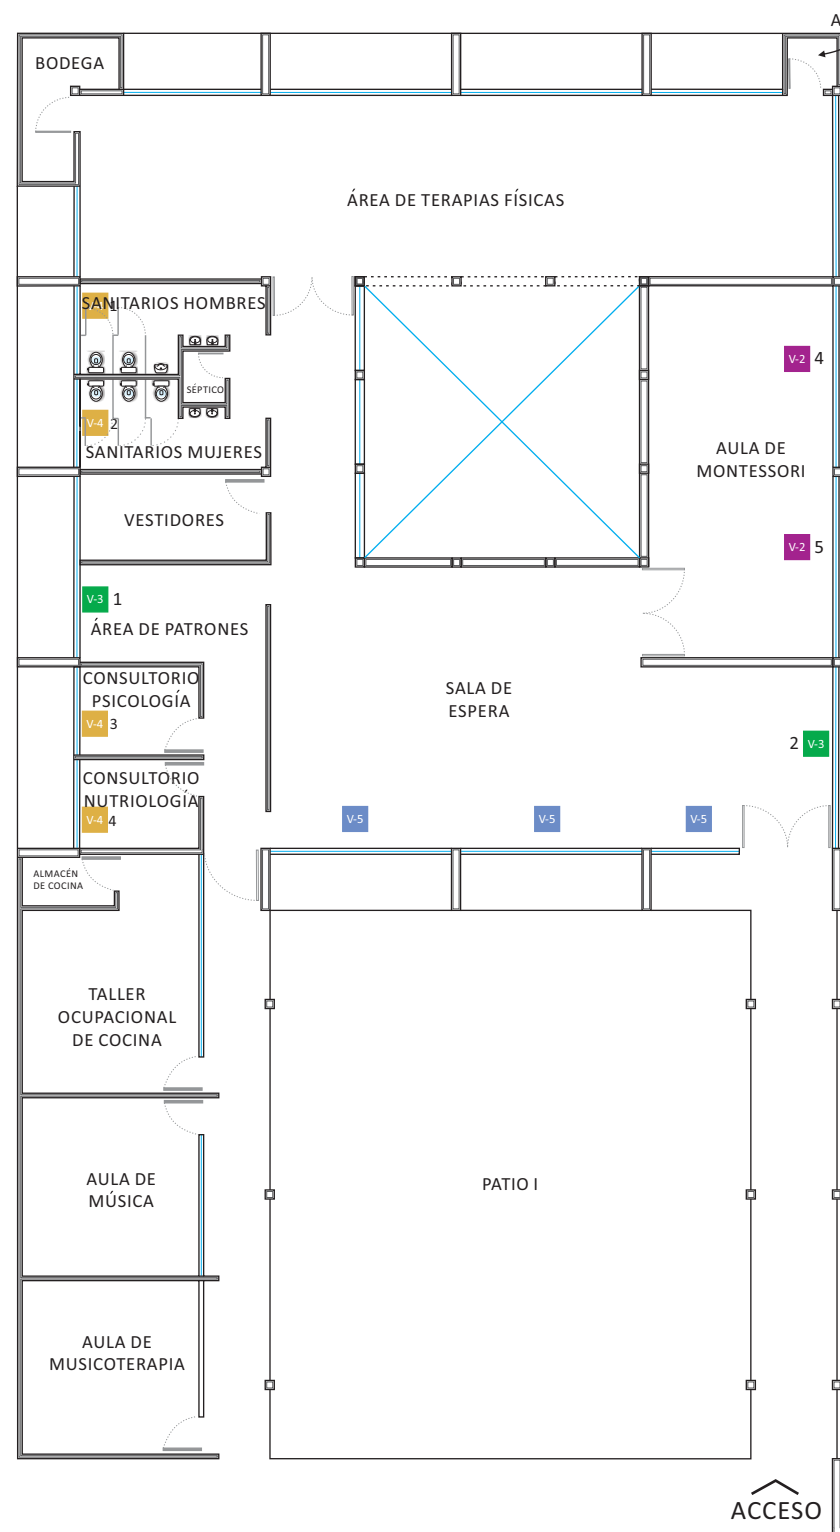 A
BODEGA
ÁREA DE TERAPIAS FÍSICAS
SANITARIOS HOMBRES
1
SÉPTICO
V-4 2
SANITARIOS MUJERES
V-2 4
AULA DE
MONTESSORI
VESTIDORES
V-2 5
V-3 1
ÁREA DE PATRONES
CONSULTORIO
PSICOLOGÍA
V-4 3
SALA DE
ESPERA
2 V-3
CONSULTORIO
NUTRIOLOGÍA
V-4 4
V-5
V-5
V-5
ALMACÉN
DE COCINA
TALLER
OCUPACIONAL
DE COCINA
AULA DE
MÚSICA
PATIO I
AULA DE
MUSICOTERAPIA
ACCESO